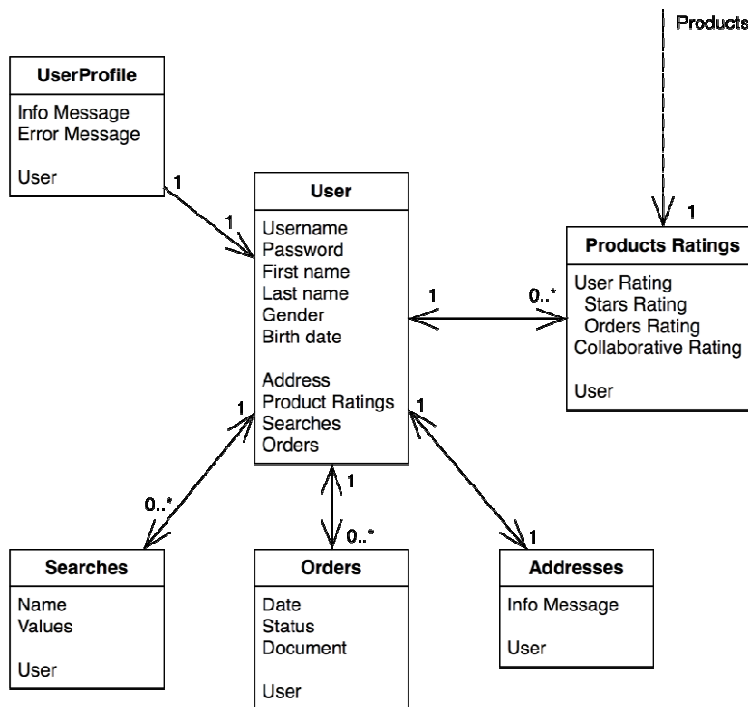 Products
UserProfile
Info Message
Error Message
User
1
1
User
Username
Password
First name
Last name
Gender
Birth date
Address
Product Ratings
Searches
Orders
1
Products Ratings
User Rating
Stars Rating
Orders Rating
Collaborative Rating
User
1
0..*
1
0..*
1
0..*
1
1
Searches
Name
Values
User
Orders
Date
Status
Document
User
Addresses
Info Message
User